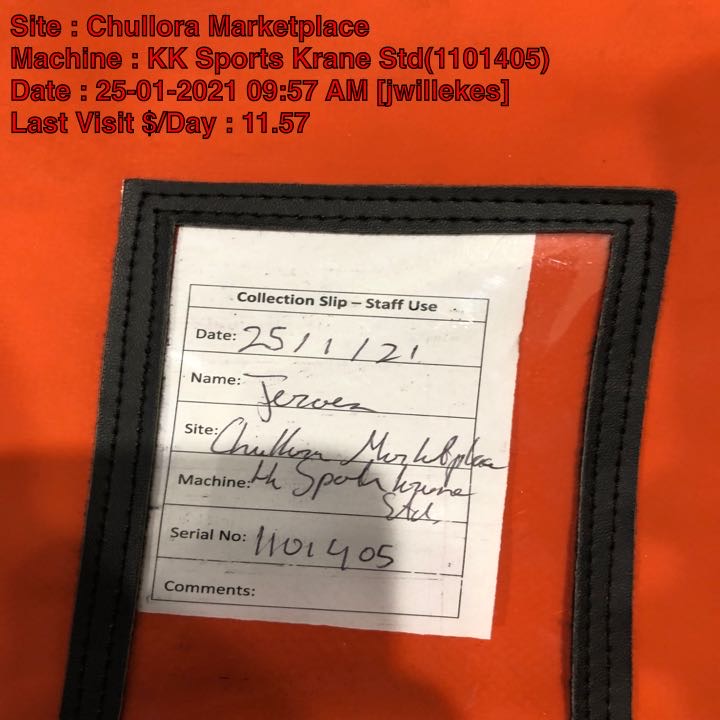 Site : Chullora Marketplace
Machine : KK Sports Krane Std(1101405)
Date : 25-01-2021 09:57 AM [jwillekes]
Last Visit $/Day : 11.57
Collection Slip – Staff Use
Date: 25/1/21
Name: Jeroen
Site: Chullora Marketplace
Machine: KK Sports Krane
Std.
Serial No: 1101405
Comments: